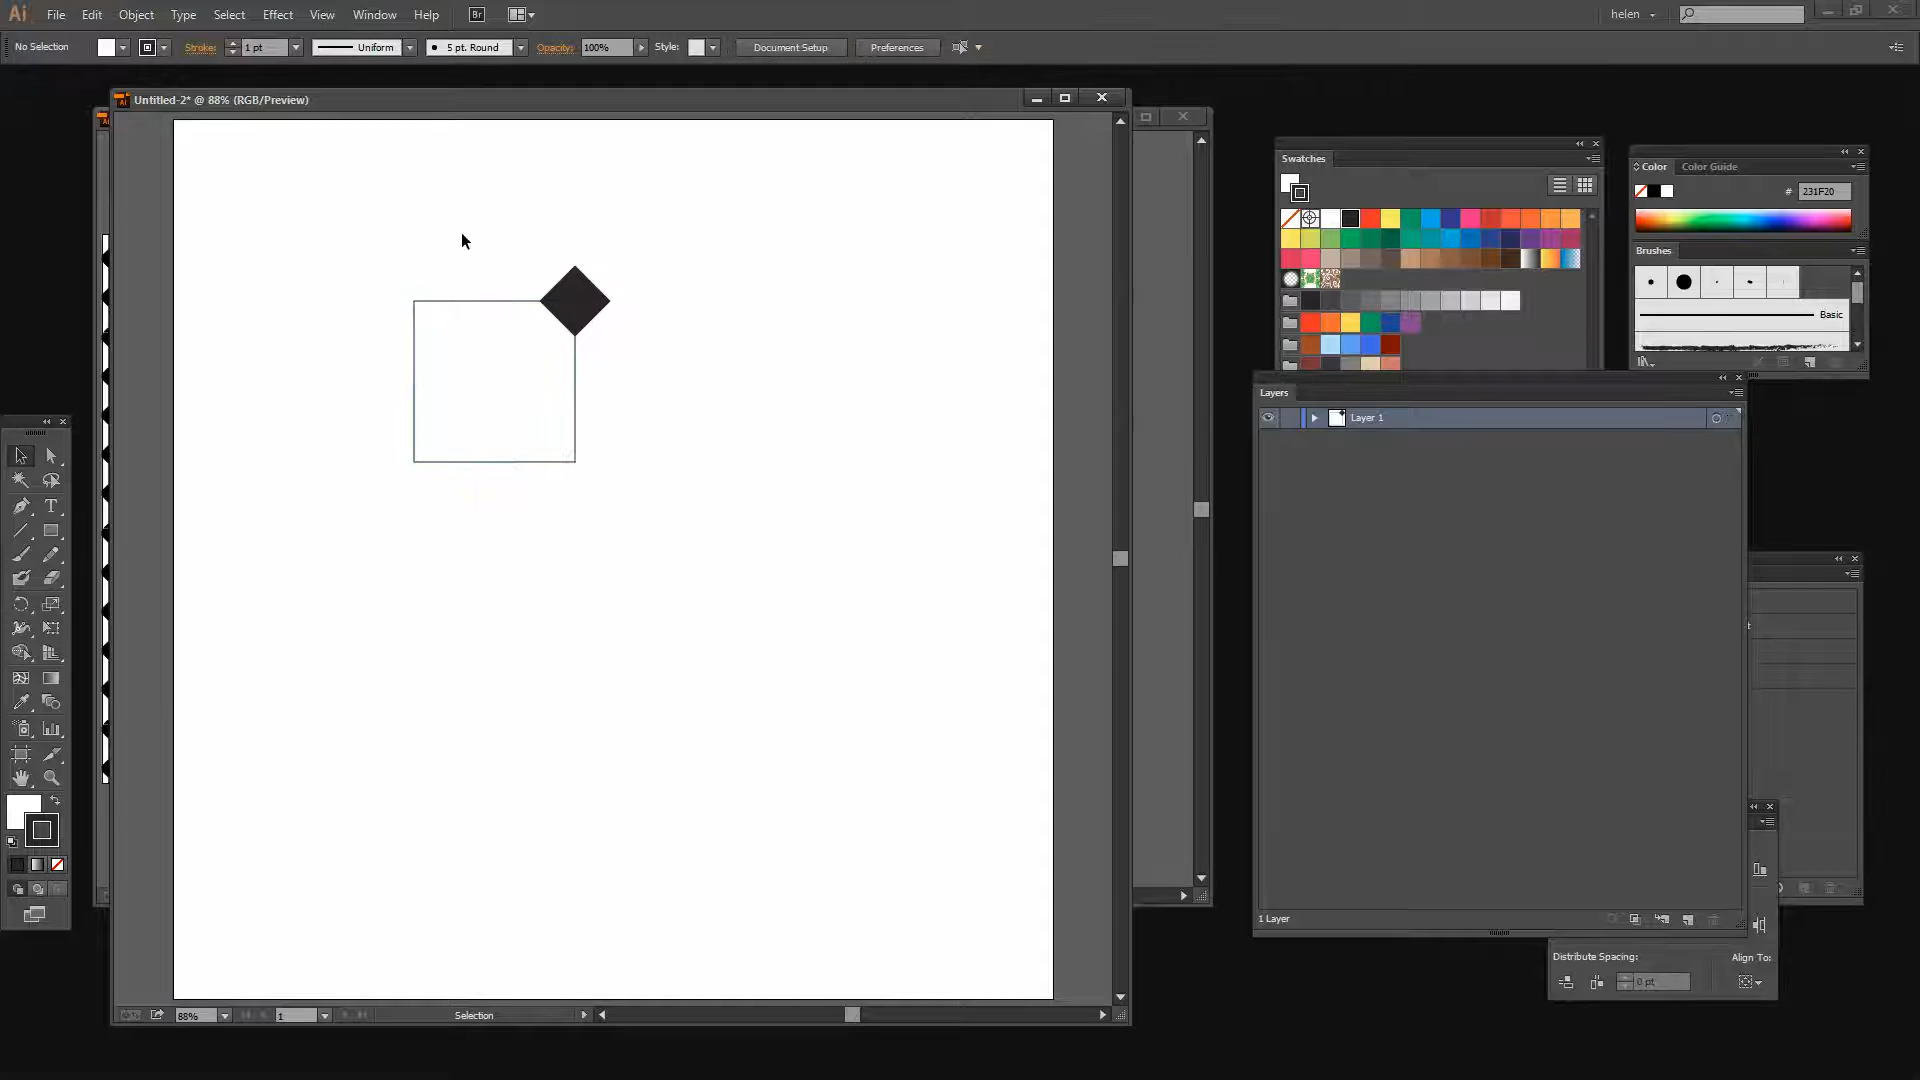 Ai File Edit Object Type Select Effect View Window Help Br helen
No Selection Stroke: 1 pt Uniform 5 pt. Round Opacity: 100% Style: Document Setup Preferences
Ai Untitled-2* @ 88% (RGB/Preview)
Swatches
Color Color Guide
# 231F20
Brushes
Basic
Layers
Layer 1
1 Layer
Distribute Spacing: Align To:
0 pt
88% 1 Selection